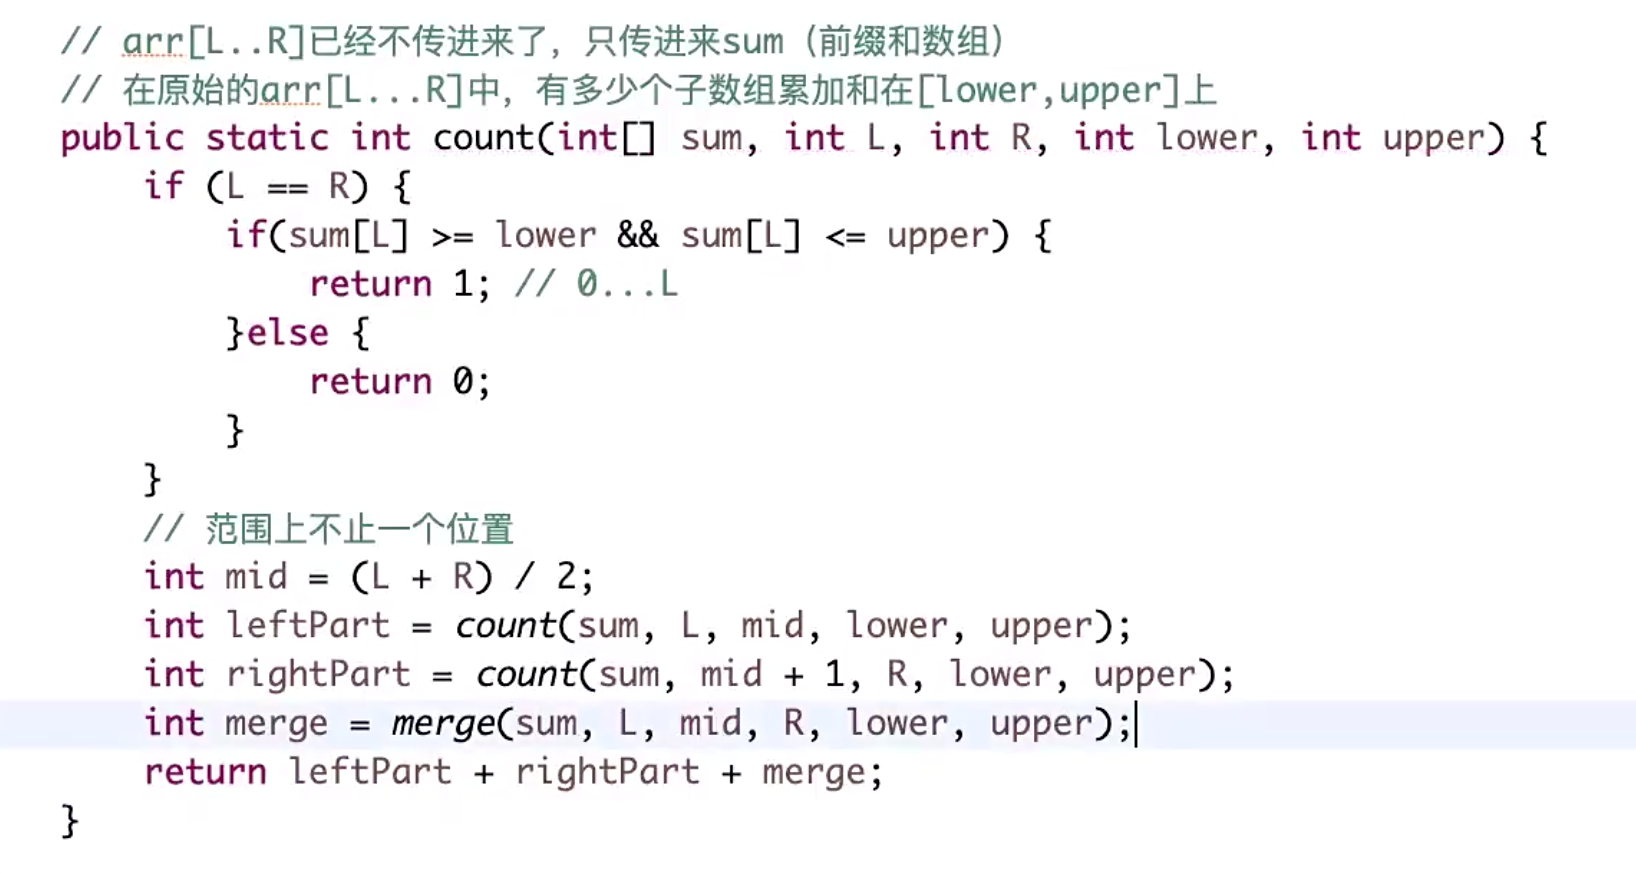 // arr[L..R]已经不传进来了，只传进来sum（前缀和数组）
// 在原始的arr[L...R]中，有多少个子数组累加和在[lower,upper]上
public static int count(int[] sum, int L, int R, int lower, int upper) {
    if (L == R) {
        if(sum[L] >= lower && sum[L] <= upper) {
            return 1; // 0...L
        }else {
            return 0;
        }
    }
    // 范围上不止一个位置
    int mid = (L + R) / 2;
    int leftPart = count(sum, L, mid, lower, upper);
    int rightPart = count(sum, mid + 1, R, lower, upper);
    int merge = merge(sum, L, mid, R, lower, upper);
    return leftPart + rightPart + merge;
}